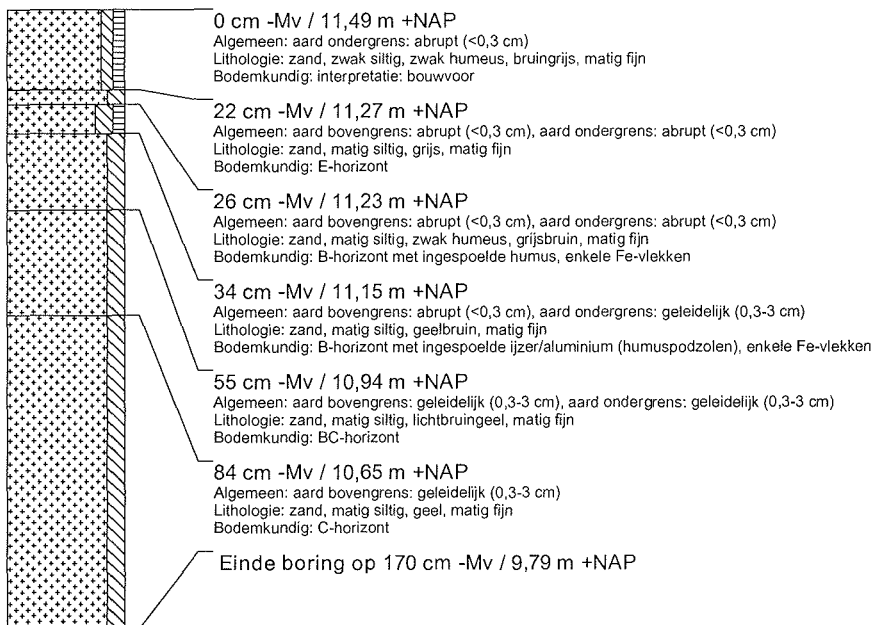 0 cm -Mv / 11,49 m +NAP
Algemeen: aard ondergrens: abrupt (<0,3 cm)
Lithologie: zand, zwak siltig, zwak humeus, bruingrijs, matig fijn
Bodemkundig: interpretatie: bouwvoor
22 cm -Mv / 11,27 m +NAP
Algemeen: aard bovengrens: abrupt (<0,3 cm), aard ondergrens: abrupt (<0,3 cm)
Lithologie: zand, matig siltig, grijs, matig fijn
Bodemkundig: E-horizont
26 cm -Mv / 11,23 m +NAP
Algemeen: aard bovengrens: abrupt (<0,3 cm), aard ondergrens: abrupt (<0,3 cm)
Lithologie: zand, matig siltig, zwak humeus, grijsbruin, matig fijn
Bodemkundig: B-horizont met ingespoelde humus, enkele Fe-vlekken
34 cm -Mv / 11,15 m +NAP
Algemeen: aard bovengrens: abrupt (<0,3 cm), aard ondergrens: geleidelijk (0,3-3 cm)
Lithologie: zand, matig siltig, geelbruin, matig fijn
Bodemkundig: B-horizont met ingespoelde ijzer/aluminium (humuspodzolen), enkele Fe-vlekken
55 cm -Mv / 10,94 m +NAP
Algemeen: aard bovengrens: geleidelijk (0,3-3 cm), aard ondergrens: geleidelijk (0,3-3 cm)
Lithologie: zand, matig siltig, lichtbruingeel, matig fijn
Bodemkundig: BC-horizont
84 cm -Mv / 10,65 m +NAP
Algemeen: aard bovengrens: geleidelijk (0,3-3 cm)
Lithologie: zand, matig siltig, geel, matig fijn
Bodemkundig: C-horizont
Einde boring op 170 cm -Mv / 9,79 m +NAP